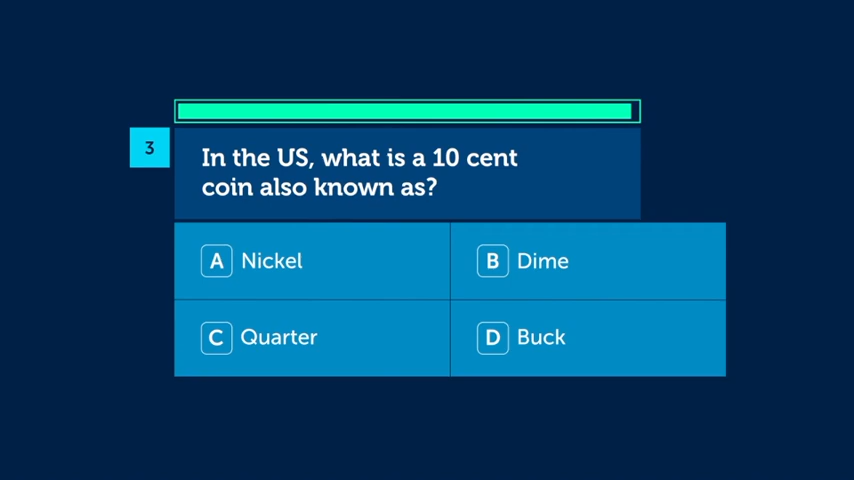 3
In the US, what is a 10 cent
coin also known as?
A Nickel
B Dime
C Quarter
D Buck